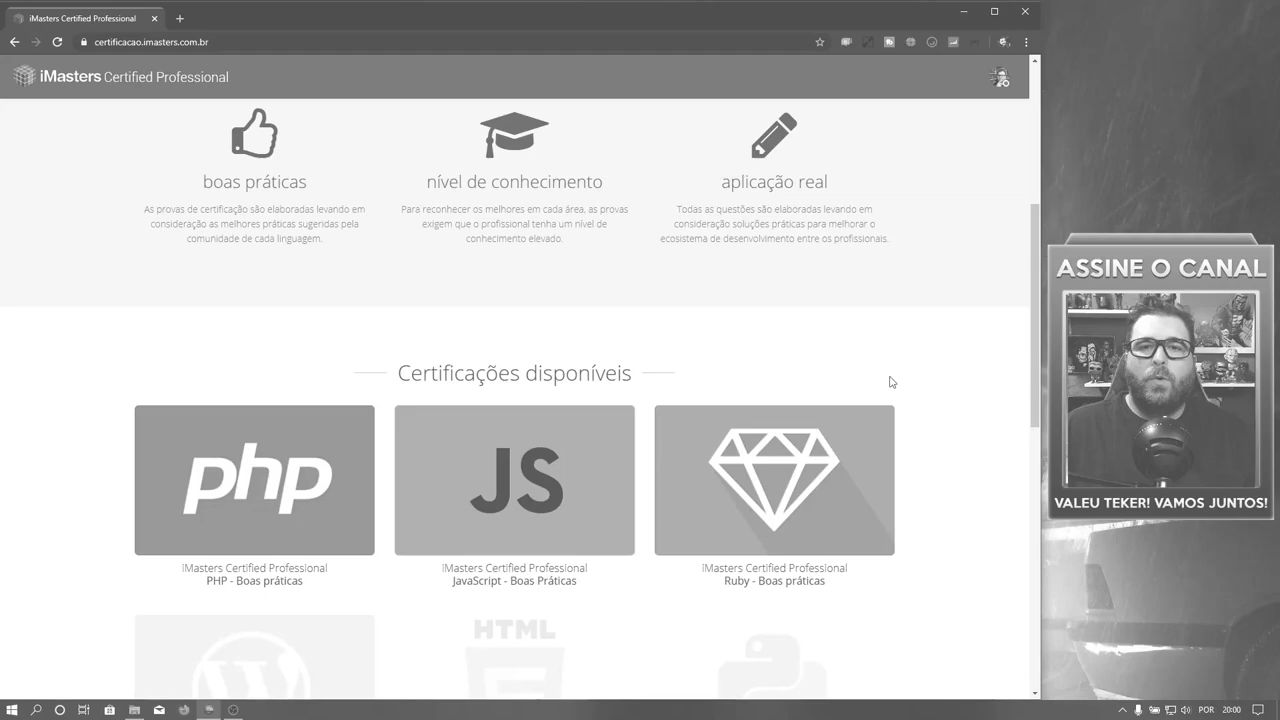 iMasters Certified Professional
certificacao.imasters.com.br
iMasters Certified Professional
boas práticas
As provas de certificação são elaboradas levando em
consideração as melhores práticas sugeridas pela
comunidade de cada linguagem.
nível de conhecimento
Para reconhecer os melhores em cada área, as provas
exigem que o profissional tenha um nível de
conhecimento elevado.
aplicação real
Todas as questões são elaboradas levando em
consideração soluções práticas para melhorar o
ecosistema de desenvolvimento entre os profissionais.
Certificações disponíveis
php
JS
iMasters Certified Professional
PHP - Boas práticas
iMasters Certified Professional
JavaScript - Boas Práticas
iMasters Certified Professional
Ruby - Boas práticas
HTML
ASSINE O CANAL
VALEU TEKER! VAMOS JUNTOS!
POR
20:00